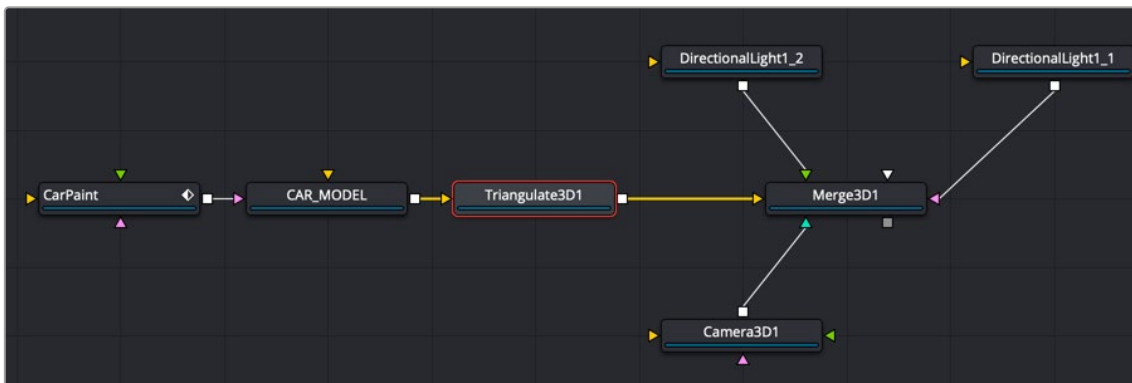 DirectionalLight1_2
DirectionalLight1_1
CarPaint
CAR_MODEL
Triangulate3D1
Merge3D1
Camera3D1